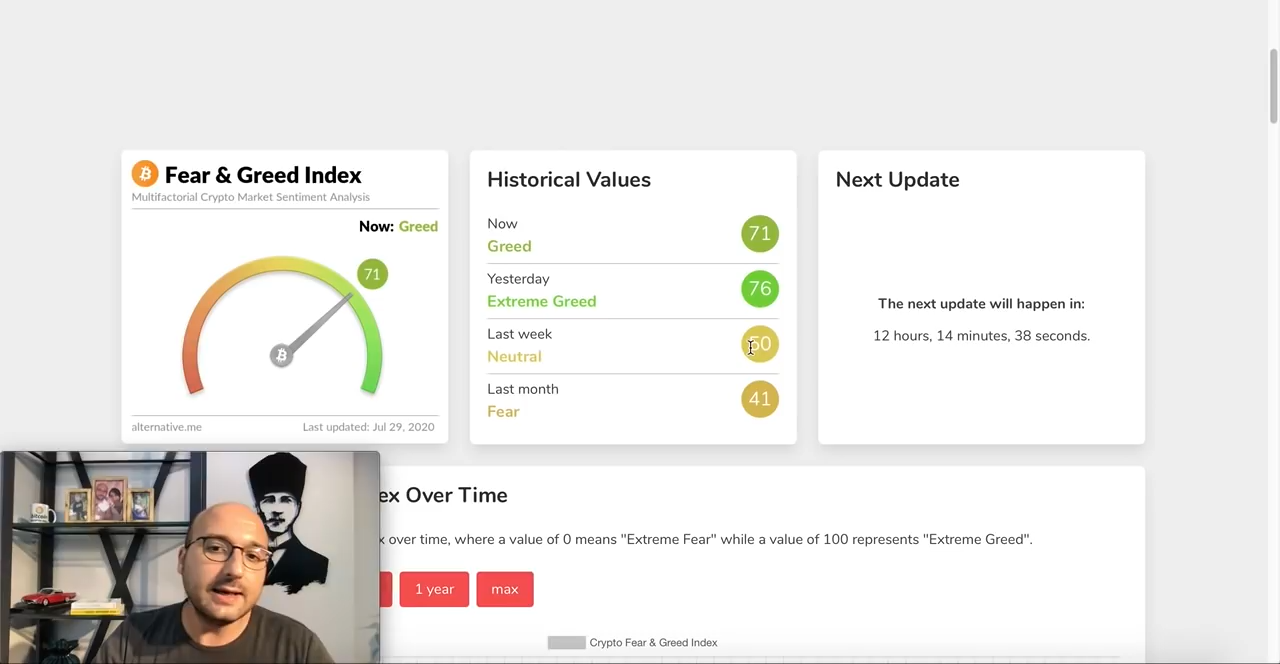 Fear & Greed Index
Multifactorial Crypto Market Sentiment Analysis
Now: Greed
71
alternative.me
Last updated: Jul 29, 2020
Historical Values
Now
Greed
71
Yesterday
Extreme Greed
76
Last week
Neutral
50
Last month
Fear
41
Next Update
The next update will happen in:
12 hours, 14 minutes, 38 seconds.
ex Over Time
x over time, where a value of 0 means "Extreme Fear" while a value of 100 represents "Extreme Greed".
1 year
max
Crypto Fear & Greed Index